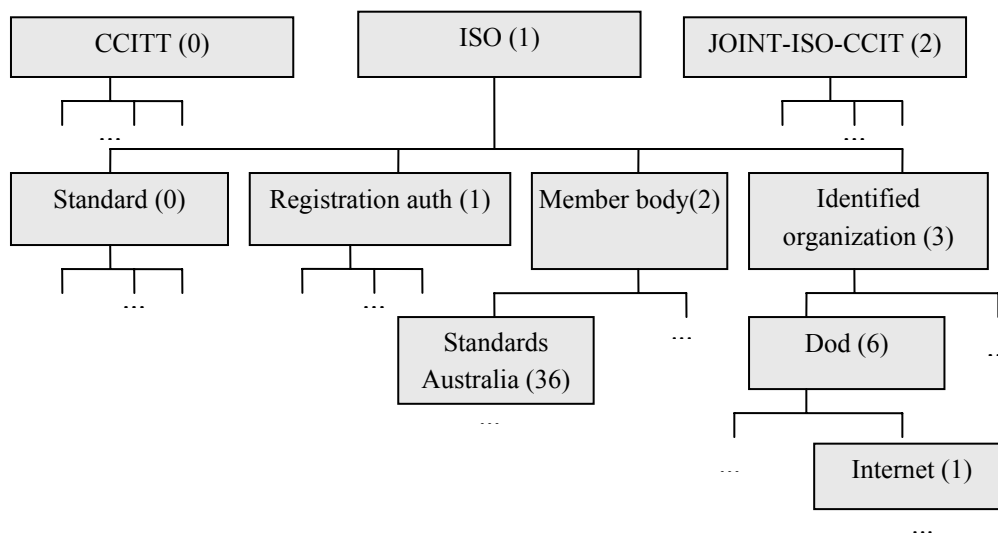 CCITT (0)
ISO (1)
JOINT-ISO-CCIT (2)
...
...
Standard (0)
Registration auth (1)
Member body(2)
Identified
organization (3)
...
...
...
...
Standards
Australia (36)
Dod (6)
...
...
Internet (1)
...